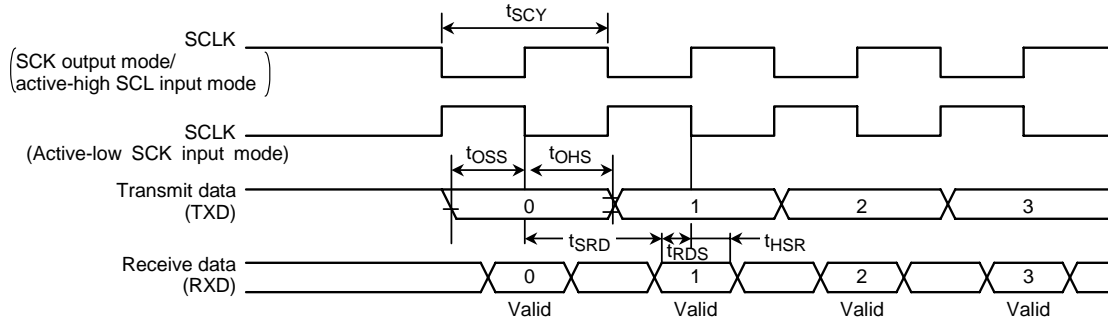 tSCY
SCLK
(SCK output mode/
active-high SCL input mode)
SCLK
(Active-low SCK input mode)
tOSS tOHS
Transmit data
(TXD)
0 1 2 3
tSRD tRDS tHSR
Receive data
(RXD)
0 1 2 3
Valid Valid Valid Valid